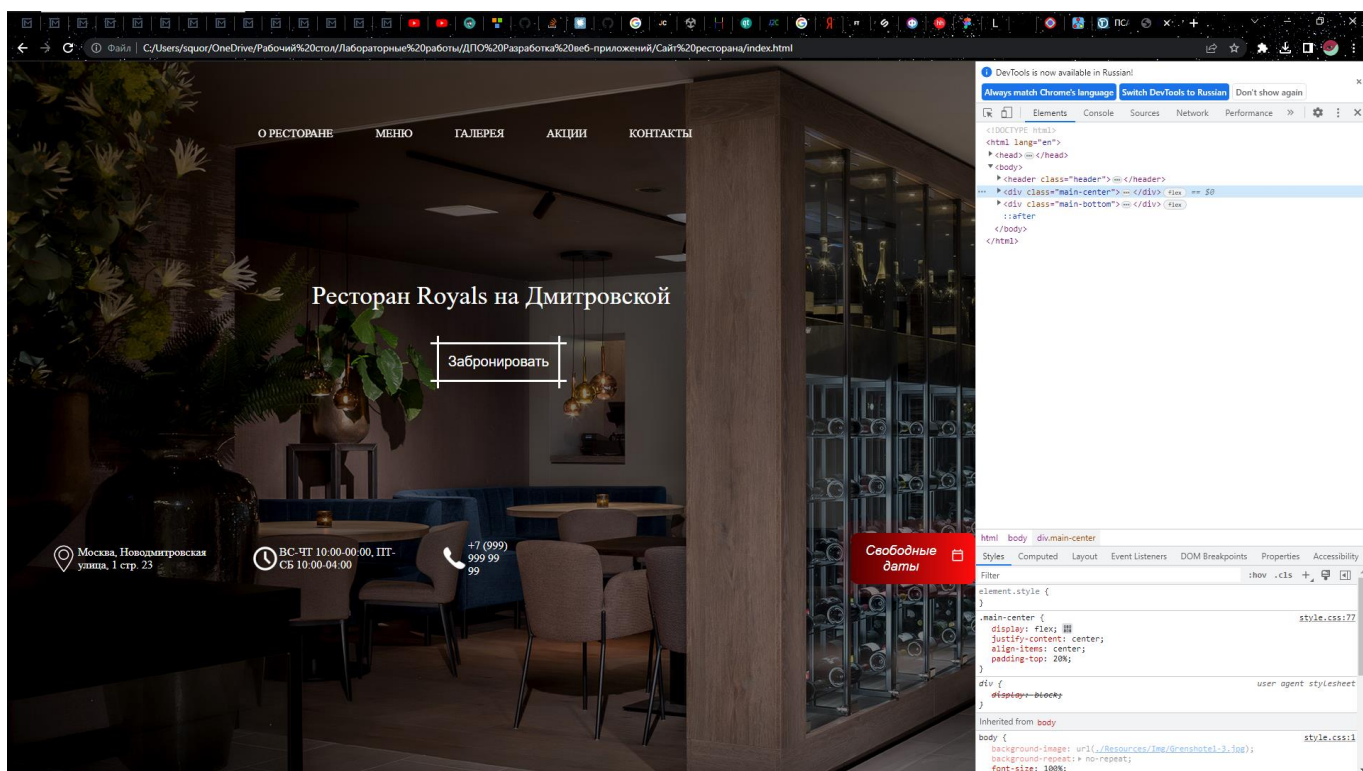 Файл | C:/Users/squor/OneDrive/Рабочий%20стол/Лабораторные%20работы/ДПО%20Разработка%20веб-приложений/Сайт%20ресторана/index.html
О РЕСТОРАНЕ МЕНЮ ГАЛЕРЕЯ АКЦИИ КОНТАКТЫ
Ресторан Royals на Дмитровской
Забронировать
Москва, Новодмитровская
улица, 1 стр. 23
ВС-ЧТ 10:00-00:00, ПТ-
СБ 10:00-04:00
+7 (999)
999 99
99
Свободные
даты
DevTools is now available in Russian!
Always match Chrome's language Switch DevTools to Russian Don't show again
Elements Console Sources Network Performance »
<!DOCTYPE html>
<html lang="en">
<head> ⋯ </head>
<body>
<header class="header"> ⋯ </header>
<div class="main-center"> ⋯ </div> flex == $0
<div class="main-bottom"> ⋯ </div> flex
::after
</body>
</html>
html body div.main-center
Styles Computed Layout Event Listeners DOM Breakpoints Properties Accessibility
Filter :hov .cls +
element.style {
}
.main-center { style.css:77
display: flex;
justify-content: center;
align-items: center;
padding-top: 20%;
}
div { user agent stylesheet
display: block;
}
Inherited from body
body { style.css:1
background-image: url(./Resources/Img/Grenshotel-3.jpg);
background-repeat: no-repeat;
font-size: 100%;